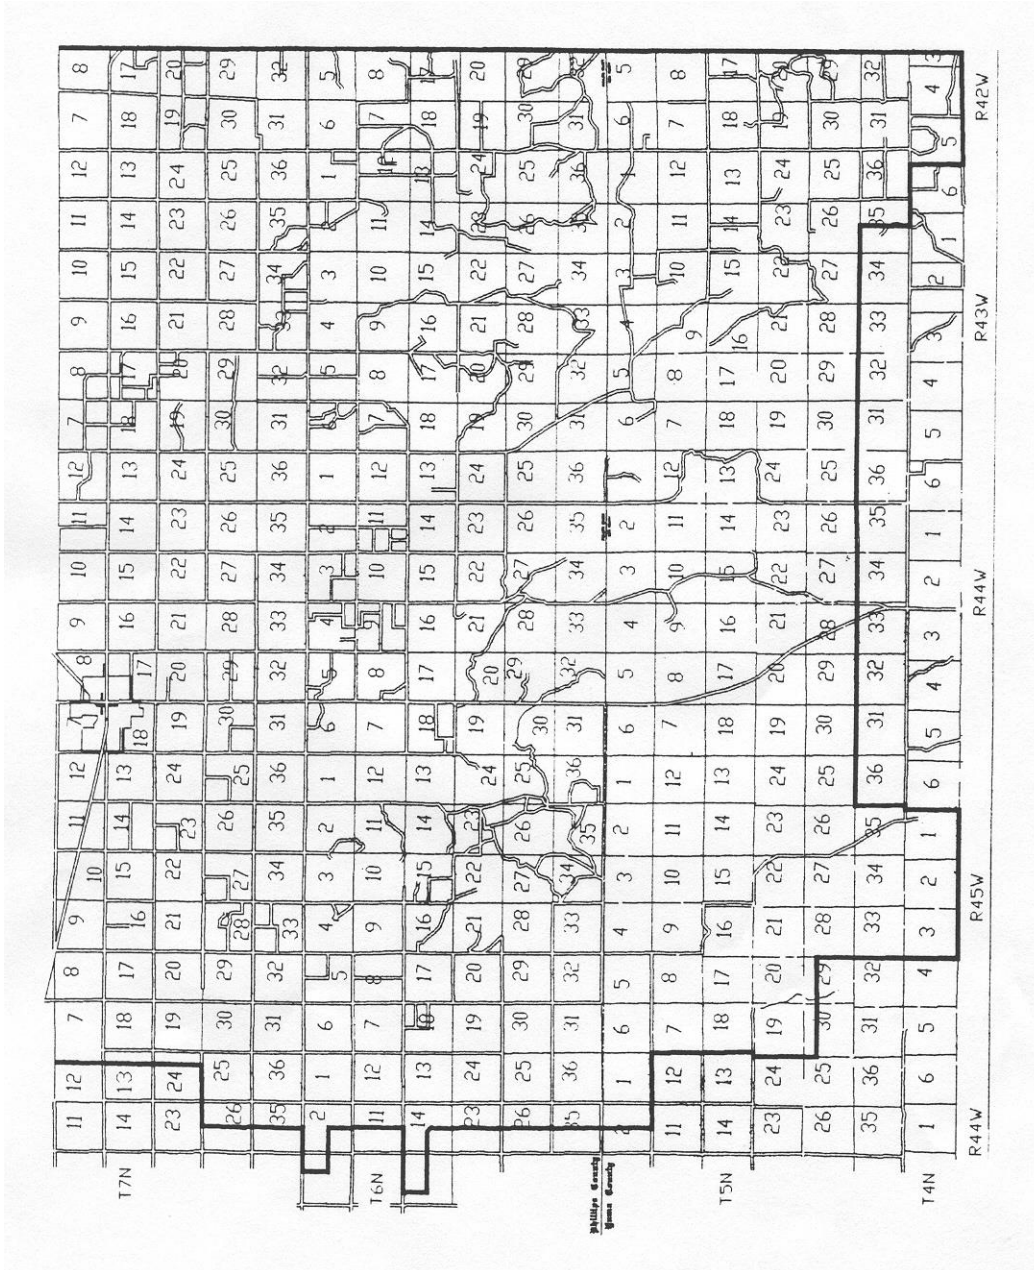 11 12 7 8 9 10 11 12 7 8 9 10 11 12 7 8 9 10 11 12 7 8
T7N 14 13 18 17 16 15 14 13 18 17 16 15 14 13 18 17 16 15 14 13 18 17
23 24 19 20 21 22 23 24 19 20 21 22 23 24 19 20 21 22 23 24 19 20
26 25 30 29 28 27 26 25 30 29 28 27 26 25 30 29 28 27 26 25 30 29
35 36 31 32 33 34 35 36 31 32 33 34 35 36 31 32 33 34 35 36 31 32
2 1 6 5 4 3 2 1 6 5 4 3 2 1 6 5 4 3 2 1 6 5
T6N 11 12 7 8 9 10 11 12 7 8 9 10 11 12 7 8 9 10 11 12 7 8
14 13 18 17 16 15 14 13 18 17 16 15 14 13 18 17 16 15 14 13 18 17
23 24 19 20 21 22 23 24 19 20 21 22 23 24 19 20 21 22 23 24 19 20
26 25 30 29 28 27 26 25 30 29 28 27 26 25 30 29 28 27 26 25 30 29
35 36 31 32 33 34 35 36 31 32 33 34 35 36 31 32 33 34 35 36 31
Phillips County
Yuma County
2 1 6 5 4 3 2 1 6 5 4 3 2 6 5 4 3 2 1 6 5
11 12 7 8 9 10 11 12 7 8 9 10 11 12 7 8 9 10 11 12 7 8
T5N 14 13 18 17 16 15 14 13 18 17 16 15 14 13 18 17 16 15 14 13 18 17
23 24 19 20 21 22 23 24 19 20 21 22 23 24 19 20 21 22 23 24 19 20
26 25 30 29 28 27 26 25 30 29 28 27 26 25 30 29 28 27 26 25 30 29
35 36 31 32 33 34 35 36 31 32 33 34 35 36 31 32 33 34 35 36 31 32
T4N 1 6 5 4 3 2 1 6 5 4 3 2 1 6 5 4 3 2 1 6 5 4 3
R44W R45W R44W R43W R42W